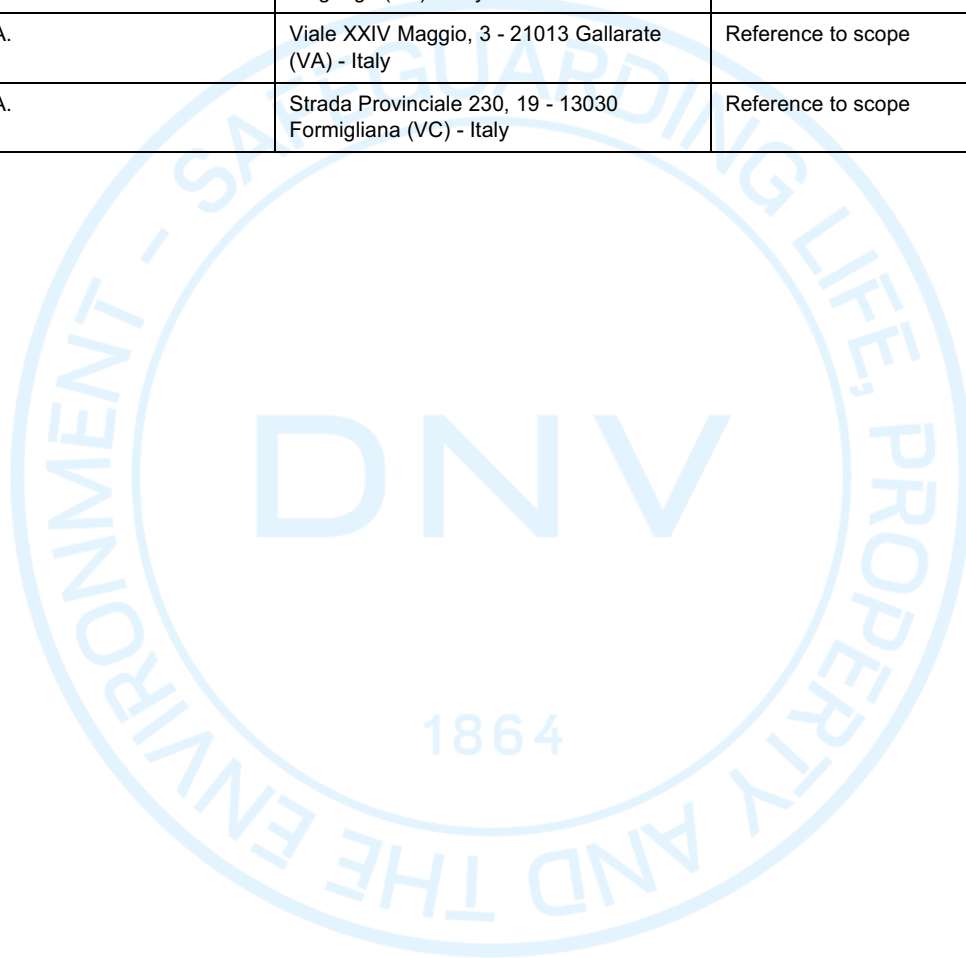 A.
Viale XXIV Maggio, 3 - 21013 Gallarate
(VA) - Italy
Reference to scope
A.
Strada Provinciale 230, 19 - 13030
Formigliana (VC) - Italy
Reference to scope
SAFEGUARDING LIFE, PROPERTY AND THE ENVIRONMENT -
DNV
1864